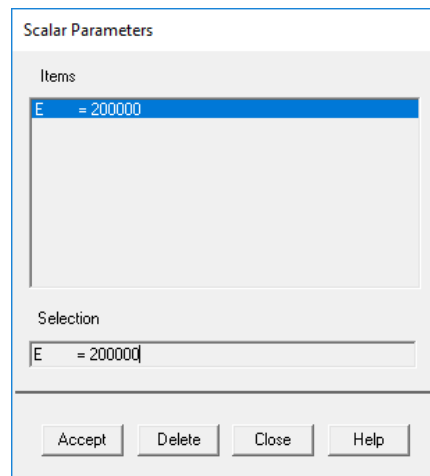 Scalar Parameters
Items
E = 200000
Selection
E = 200000
Accept Delete Close Help